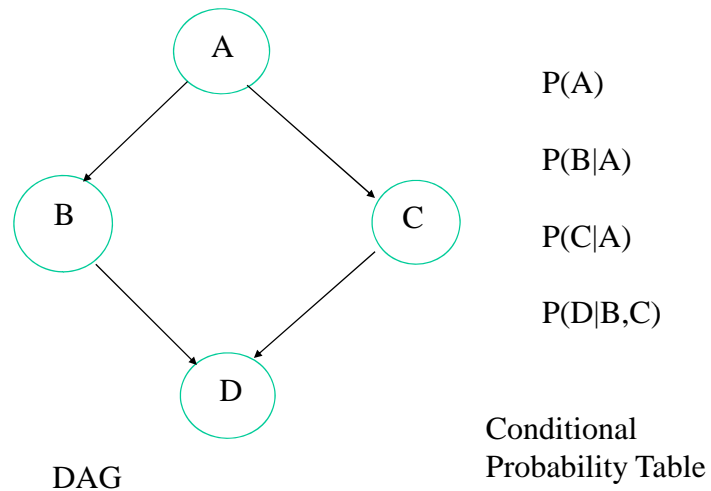 A
B
C
D
DAG
P(A)
P(B|A)
P(C|A)
P(D|B,C)
Conditional
Probability Table